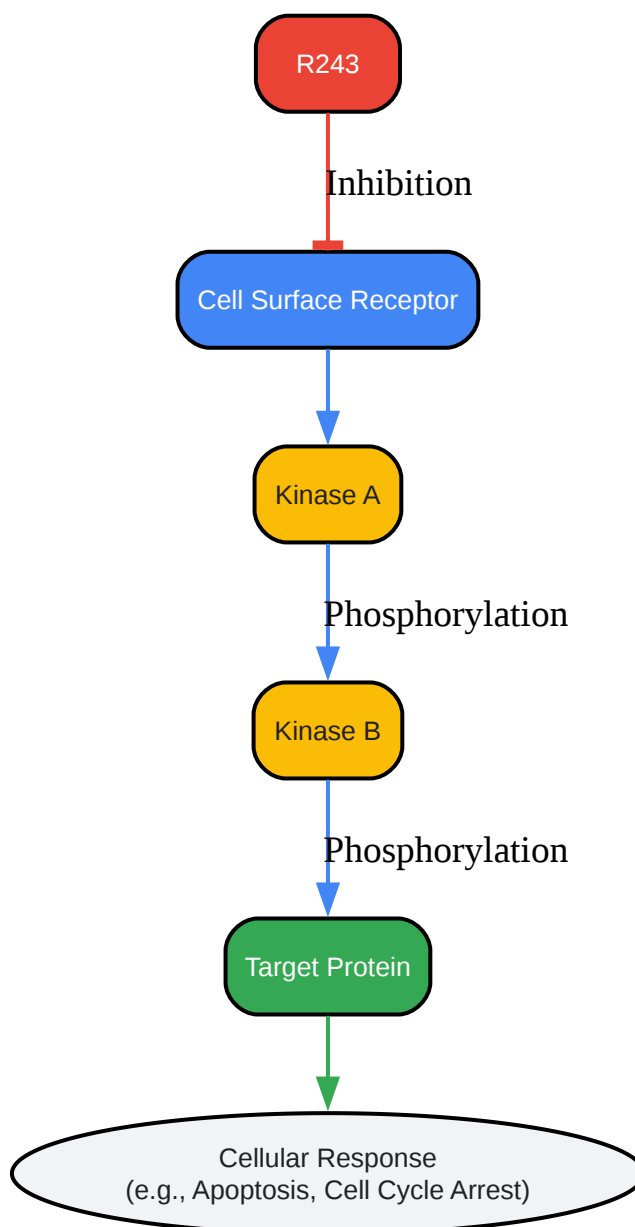 R243
Inhibition
Cell Surface Receptor
Kinase A
Phosphorylation
Kinase B
Phosphorylation
Target Protein
Cellular Response
(e.g., Apoptosis, Cell Cycle Arrest)